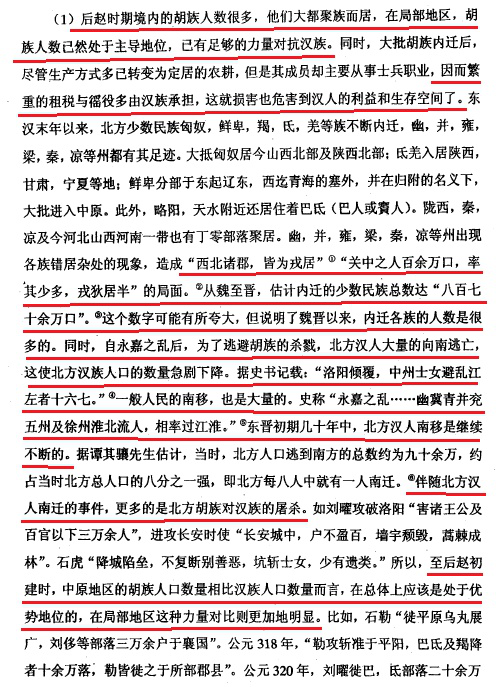 （1）后赵时期境内的胡族人数很多，他们大都聚族而居，在局部地区，胡
族人数已然处于主导地位，已有足够的力量对抗汉族。同时，大批胡族内迁后，
尽管生产方式多已转变为定居的农耕，但是其成员却主要从事士兵职业，因而繁
重的租税与徭役多由汉族承担，这就损害也危害到汉人的利益和生存空间了。东
汉末年以来，北方少数民族匈奴，鲜卑，羯，氐，羌等族不断内迁，幽，并，雍，
梁，秦，凉等州都有其足迹。大抵匈奴居今山西北部及陕西北部；氐羌入居陕西，
甘肃，宁夏等地；鲜卑分部于东起辽东，西迄青海的塞外，并在归附的名义下，
大批进入中原。此外，略阳，天水附近还居住着巴氐（巴人或賨人）。陇西，秦，
凉及今河北山西河南一带也有丁零部落聚居。幽，并，雍，梁，秦，凉等州出现
各族错居杂处的现象，造成“西北诸郡，皆为戎居”①“关中之人百余万口，率
其少多，戎狄居半”的局面。②从魏至晋，估计内迁的少数民族总数达“八百七
十余万口”。③这个数字可能有所夸大，但说明了魏晋以来，内迁各族的人数是很
多的。同时，自永嘉之乱后，为了逃避胡族的杀戮，北方汉人大量的向南逃亡，
这使北方汉族人口的数量急剧下降。据史书记载：“洛阳倾覆，中州士女避乱江
左者十六七。”④一般人民的南移，也是大量的。史称“永嘉之乱……幽冀青并兖
五州及徐州淮北流人，相率过江淮。”⑤东晋初期几十年中，北方汉人南移是继续
不断的。据谭其骧先生估计，当时，北方人口逃到南方的总数约为九十余万，约
占当时北方总人口的八分之一强，即北方每八人中就有一人南迁。⑥伴随北方汉
人南迁的事件，更多的是北方胡族对汉族的屠杀。如刘曜攻破洛阳“害诸王公及
百官以下三万余人”，进攻长安时使“长安城中，户不盈百，墙宇颓毁，蒿棘成
林”。石虎“降城陷垒，不复断别善恶，坑斩士女，少有遗类。”所以，至后赵初
建时，中原地区的胡族人口数量相比汉族人口数量而言，在总体上应该是处于优
势地位的，在局部地区这种力量对比则更加地明显。比如，石勒“徙平原乌丸展
广，刘侈等部落三万余户于襄国”。公元 318 年，“勒攻斩准于平阳，巴氐及羯降
者十余万落，勒皆徙之于所部郡县”。公元 320 年，刘曜徙巴，氐部落二十余万